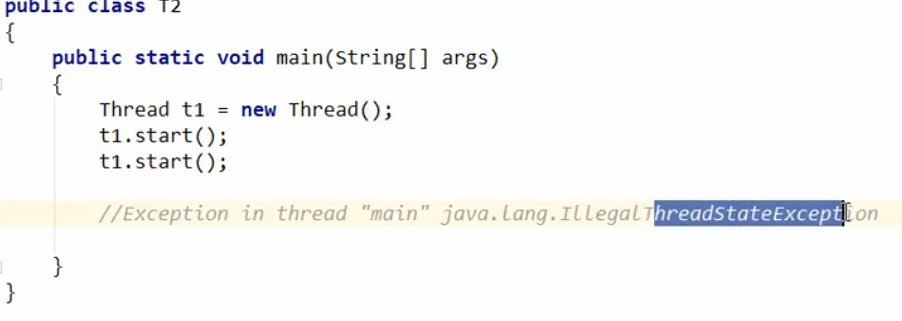 public class T2
{
public static void main(String[] args)
{
Thread t1 = new Thread();
t1.start();
t1.start();
//Exception in thread "main" java.lang.IllegalThreadStateException
}
}